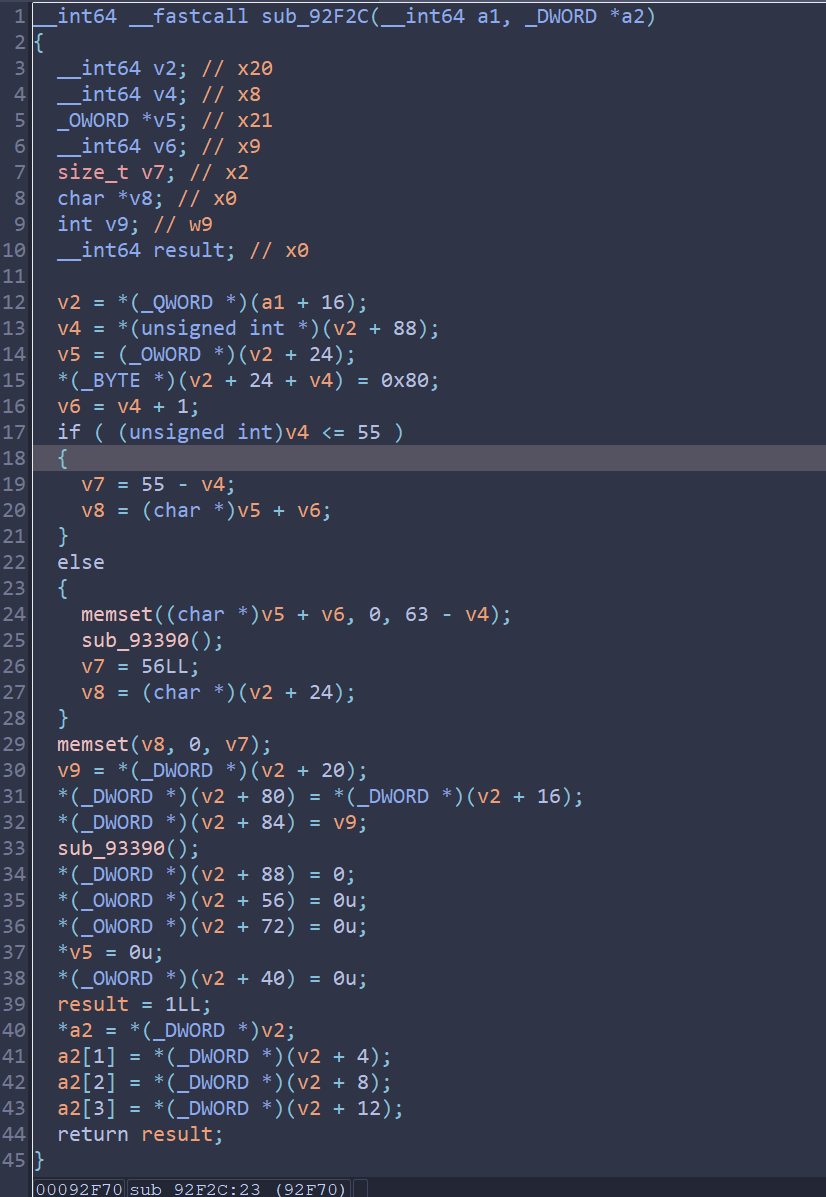 1 __int64 __fastcall sub_92F2C(__int64 a1, _DWORD *a2)
2 {
3   __int64 v2; // x20
4   __int64 v4; // x8
5   _OWORD *v5; // x21
6   __int64 v6; // x9
7   size_t v7; // x2
8   char *v8; // x0
9   int v9; // w9
10   __int64 result; // x0
11
12   v2 = *(_QWORD *)(a1 + 16);
13   v4 = *(unsigned int *)(v2 + 88);
14   v5 = (_OWORD *)(v2 + 24);
15   *(_BYTE *)(v2 + 24 + v4) = 0x80;
16   v6 = v4 + 1;
17   if ( (unsigned int)v4 <= 55 )
18   {
19     v7 = 55 - v4;
20     v8 = (char *)v5 + v6;
21   }
22   else
23   {
24     memset((char *)v5 + v6, 0, 63 - v4);
25     sub_93390();
26     v7 = 56LL;
27     v8 = (char *)(v2 + 24);
28   }
29   memset(v8, 0, v7);
30   v9 = *(_DWORD *)(v2 + 20);
31   *(_DWORD *)(v2 + 80) = *(_DWORD *)(v2 + 16);
32   *(_DWORD *)(v2 + 84) = v9;
33   sub_93390();
34   *(_DWORD *)(v2 + 88) = 0;
35   *(_OWORD *)(v2 + 56) = 0u;
36   *(_OWORD *)(v2 + 72) = 0u;
37   *v5 = 0u;
38   *(_OWORD *)(v2 + 40) = 0u;
39   result = 1LL;
40   *a2 = *(_DWORD *)v2;
41   a2[1] = *(_DWORD *)(v2 + 4);
42   a2[2] = *(_DWORD *)(v2 + 8);
43   a2[3] = *(_DWORD *)(v2 + 12);
44   return result;
45 }
00092F70 sub_92F2C:23 (92F70)